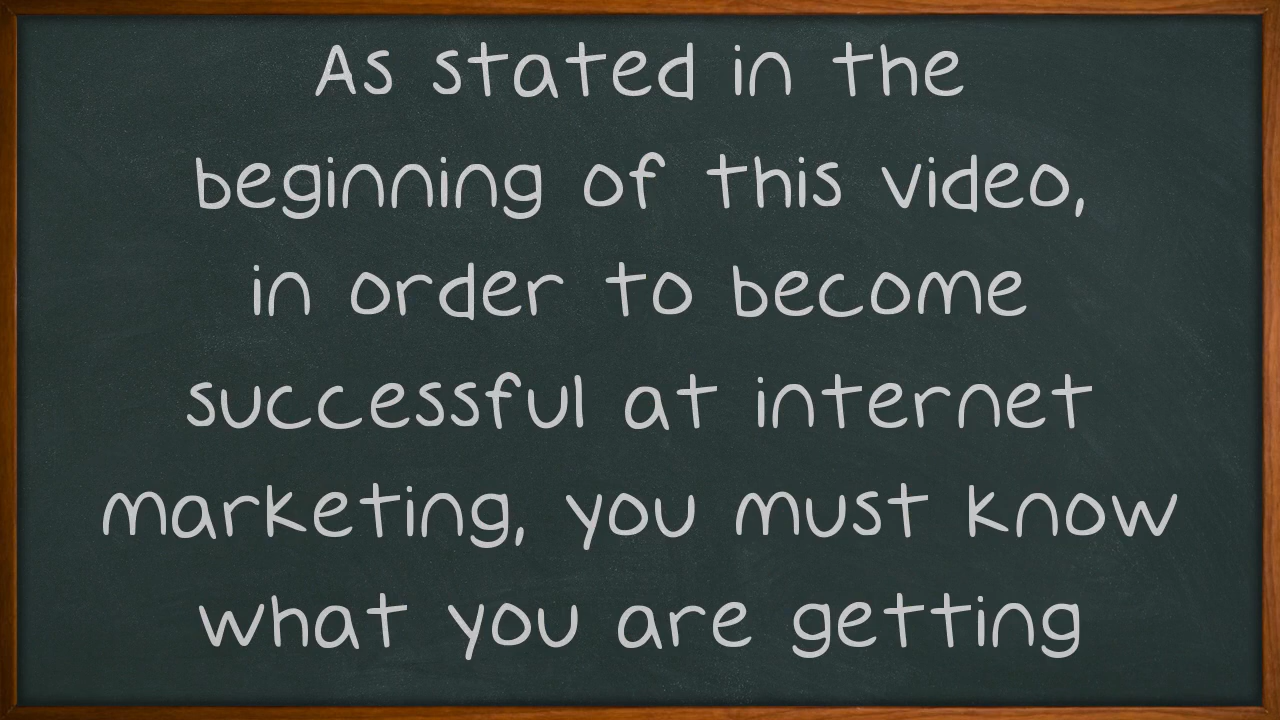 As stated in the
beginning of this video,
in order to become
successful at internet
marketing, you must know
what you are getting